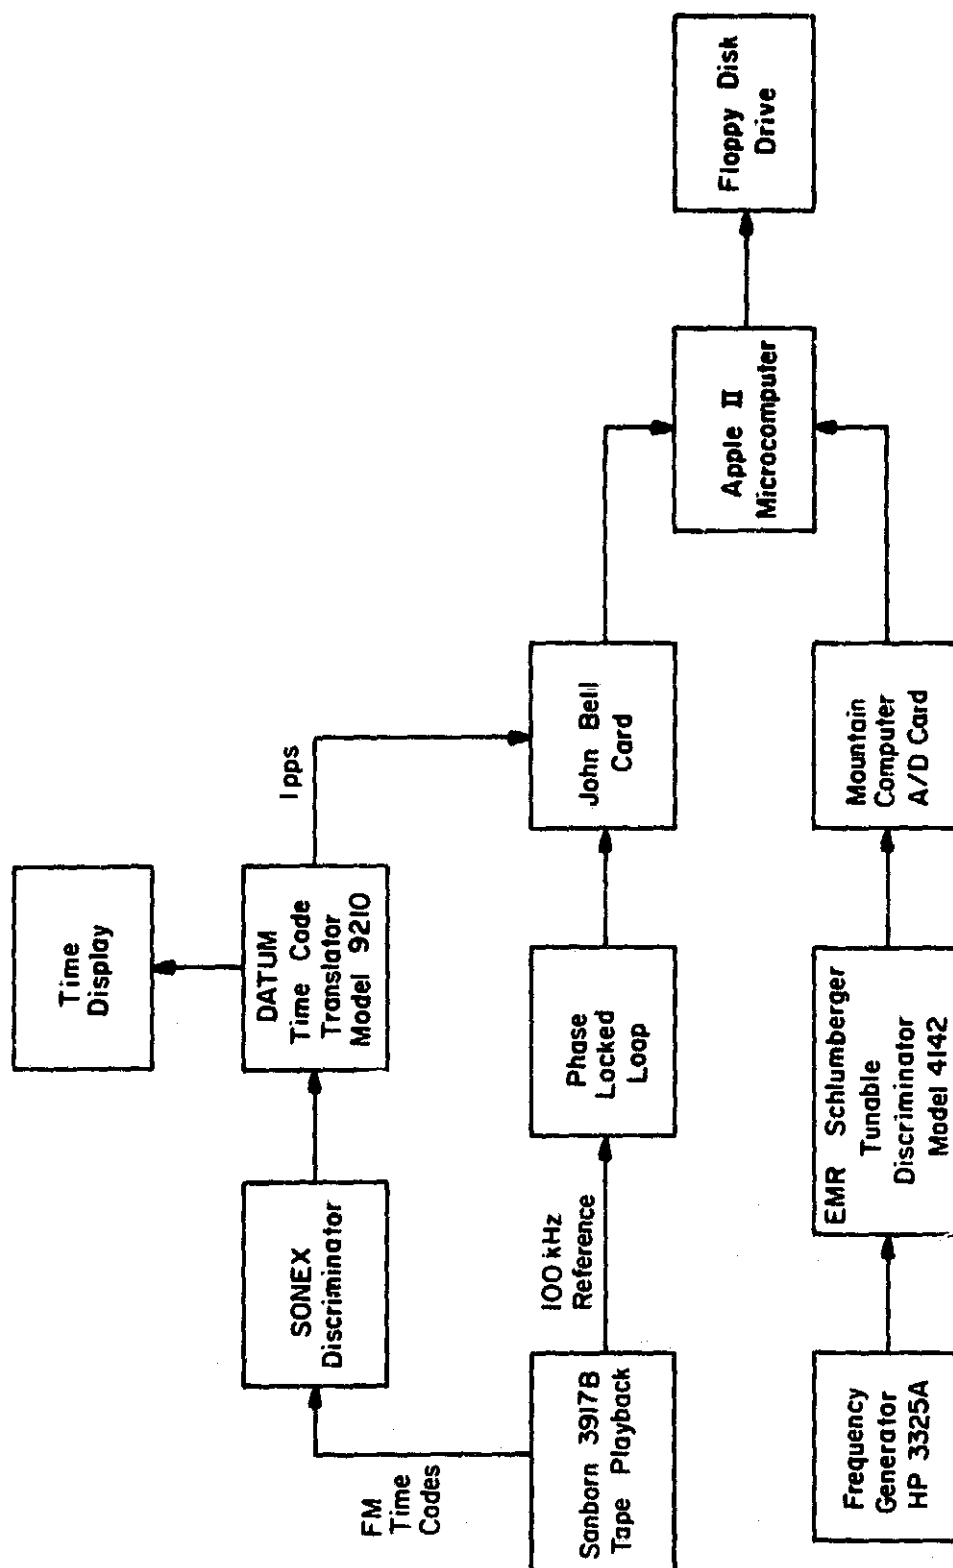 Time
Display
FM
Time
Codes
SONEX
Discriminator
DATUM
Time Code
Translator
Model 9210
1 pps
Sanborn 3917B
Tape Playback
100 kHz
Reference
Phase
Locked
Loop
John Bell
Card
Apple II
Microcomputer
Floppy Disk
Drive
Frequency
Generator
HP 3325A
EMR Schlumberger
Tunable
Discriminator
Model 4142
Mountain
Computer
A/D Card